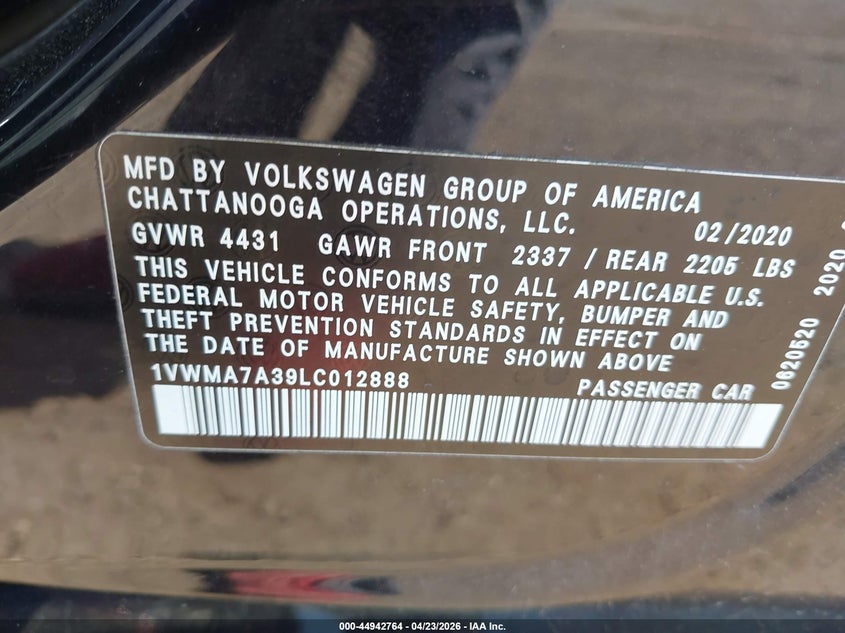 MFD BY VOLKSWAGEN GROUP OF AMERICA
CHATTANOOGA OPERATIONS, LLC.
02/2020
GVWR 4431 GAWR FRONT 2337 / REAR 2205 LBS
THIS VEHICLE CONFORMS TO ALL APPLICABLE U.S.
FEDERAL MOTOR VEHICLE SAFETY, BUMPER AND
THEFT PREVENTION STANDARDS IN EFFECT ON
THE DATE OF MANUFACTURE SHOWN ABOVE
1VWMA7A39LC012888 PASSENGER CAR
0620520 2020
000-44942764 | 04/23/2026 | IAA Inc.